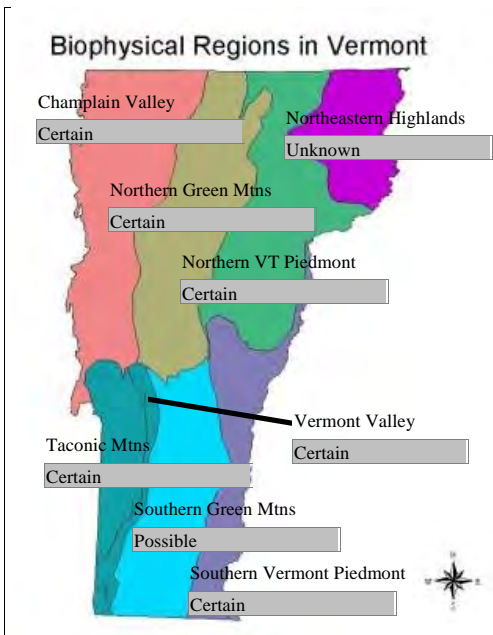 Biophysical Regions in Vermont
Champlain Valley
Certain
Northeastern Highlands
Unknown
Northern Green Mtns
Certain
Northern VT Piedmont
Certain
Vermont Valley
Certain
Taconic Mtns
Certain
Southern Green Mtns
Possible
Southern Vermont Piedmont
Certain